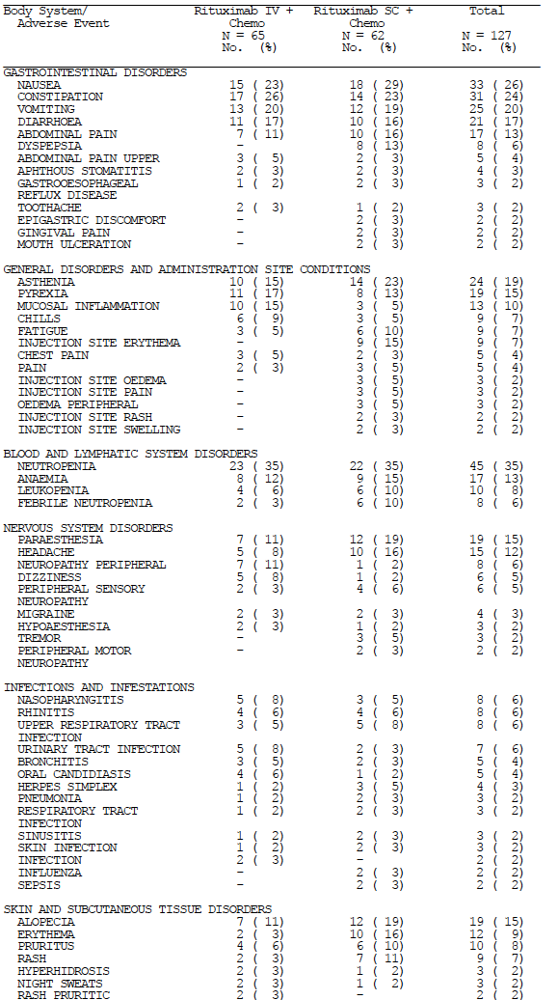 Body System/ Rituximab IV + Rituximab SC + Total
Adverse Event Chemo Chemo
N = 65 N = 62 N = 127
No. (%) No. (%) No. (%)
GASTROINTESTINAL DISORDERS
NAUSEA 15 ( 23) 18 ( 29) 33 ( 26)
CONSTIPATION 17 ( 26) 14 ( 23) 31 ( 24)
VOMITING 13 ( 20) 12 ( 19) 25 ( 20)
DIARRHOEA 11 ( 17) 10 ( 16) 21 ( 17)
ABDOMINAL PAIN 7 ( 11) 10 ( 16) 17 ( 13)
DYSPEPSIA - 8 ( 13) 8 ( 6)
ABDOMINAL PAIN UPPER 3 ( 5) 2 ( 3) 5 ( 4)
APHTHOUS STOMATITIS 2 ( 3) 2 ( 3) 4 ( 3)
GASTROOESOPHAGEAL 1 ( 2) 2 ( 3) 3 ( 2)
REFLUX DISEASE
TOOTHACHE 2 ( 3) 1 ( 2) 3 ( 2)
EPIGASTRIC DISCOMFORT - 2 ( 3) 2 ( 2)
GINGIVAL PAIN - 2 ( 3) 2 ( 2)
MOUTH ULCERATION - 2 ( 3) 2 ( 2)
GENERAL DISORDERS AND ADMINISTRATION SITE CONDITIONS
ASTHENIA 10 ( 15) 14 ( 23) 24 ( 19)
PYREXIA 11 ( 17) 8 ( 13) 19 ( 15)
MUCOSAL INFLAMMATION 10 ( 15) 3 ( 5) 13 ( 10)
CHILLS 6 ( 9) 3 ( 5) 9 ( 7)
FATIGUE 3 ( 5) 6 ( 10) 9 ( 7)
INJECTION SITE ERYTHEMA - 9 ( 15) 9 ( 7)
CHEST PAIN 3 ( 5) 2 ( 3) 5 ( 4)
PAIN 2 ( 3) 3 ( 5) 5 ( 4)
INJECTION SITE OEDEMA - 3 ( 5) 3 ( 2)
INJECTION SITE PAIN - 3 ( 5) 3 ( 2)
OEDEMA PERIPHERAL - 3 ( 5) 3 ( 2)
INJECTION SITE RASH - 2 ( 3) 2 ( 2)
INJECTION SITE SWELLING - 2 ( 3) 2 ( 2)
BLOOD AND LYMPHATIC SYSTEM DISORDERS
NEUTROPENIA 23 ( 35) 22 ( 35) 45 ( 35)
ANAEMIA 8 ( 12) 9 ( 15) 17 ( 13)
LEUKOPENIA 4 ( 6) 6 ( 10) 10 ( 8)
FEBRILE NEUTROPENIA 2 ( 3) 6 ( 10) 8 ( 6)
NERVOUS SYSTEM DISORDERS
PARAESTHESIA 7 ( 11) 12 ( 19) 19 ( 15)
HEADACHE 5 ( 8) 10 ( 16) 15 ( 12)
NEUROPATHY PERIPHERAL 7 ( 11) 1 ( 2) 8 ( 6)
DIZZINESS 5 ( 8) 1 ( 2) 6 ( 5)
PERIPHERAL SENSORY 2 ( 3) 4 ( 6) 6 ( 5)
NEUROPATHY
MIGRAINE 2 ( 3) 2 ( 3) 4 ( 3)
HYPOAESTHESIA 2 ( 3) 1 ( 2) 3 ( 2)
TREMOR - 3 ( 5) 3 ( 2)
PERIPHERAL MOTOR - 2 ( 3) 2 ( 2)
NEUROPATHY
INFECTIONS AND INFESTATIONS
NASOPHARYNGITIS 5 ( 8) 3 ( 5) 8 ( 6)
RHINITIS 4 ( 6) 4 ( 6) 8 ( 6)
UPPER RESPIRATORY TRACT 3 ( 5) 5 ( 8) 8 ( 6)
INFECTION
URINARY TRACT INFECTION 5 ( 8) 2 ( 3) 7 ( 6)
BRONCHITIS 3 ( 5) 2 ( 3) 5 ( 4)
ORAL CANDIDIASIS 4 ( 6) 1 ( 2) 5 ( 4)
HERPES SIMPLEX 1 ( 2) 3 ( 5) 4 ( 3)
PNEUMONIA 1 ( 2) 2 ( 3) 3 ( 2)
RESPIRATORY TRACT 1 ( 2) 2 ( 3) 3 ( 2)
INFECTION
SINUSITIS 1 ( 2) 2 ( 3) 3 ( 2)
SKIN INFECTION 1 ( 2) 2 ( 3) 3 ( 2)
INFECTION 2 ( 3) - 2 ( 2)
INFLUENZA - 2 ( 3) 2 ( 2)
SEPSIS - 2 ( 3) 2 ( 2)
SKIN AND SUBCUTANEOUS TISSUE DISORDERS
ALOPECIA 7 ( 11) 12 ( 19) 19 ( 15)
ERYTHEMA 2 ( 3) 10 ( 16) 12 ( 9)
PRURITUS 4 ( 6) 6 ( 10) 10 ( 8)
RASH 2 ( 3) 7 ( 11) 9 ( 7)
HYPERHIDROSIS 2 ( 3) 1 ( 2) 3 ( 2)
NIGHT SWEATS 2 ( 3) 1 ( 2) 3 ( 2)
RASH PRURITIC 2 ( 3) - 2 ( 2)